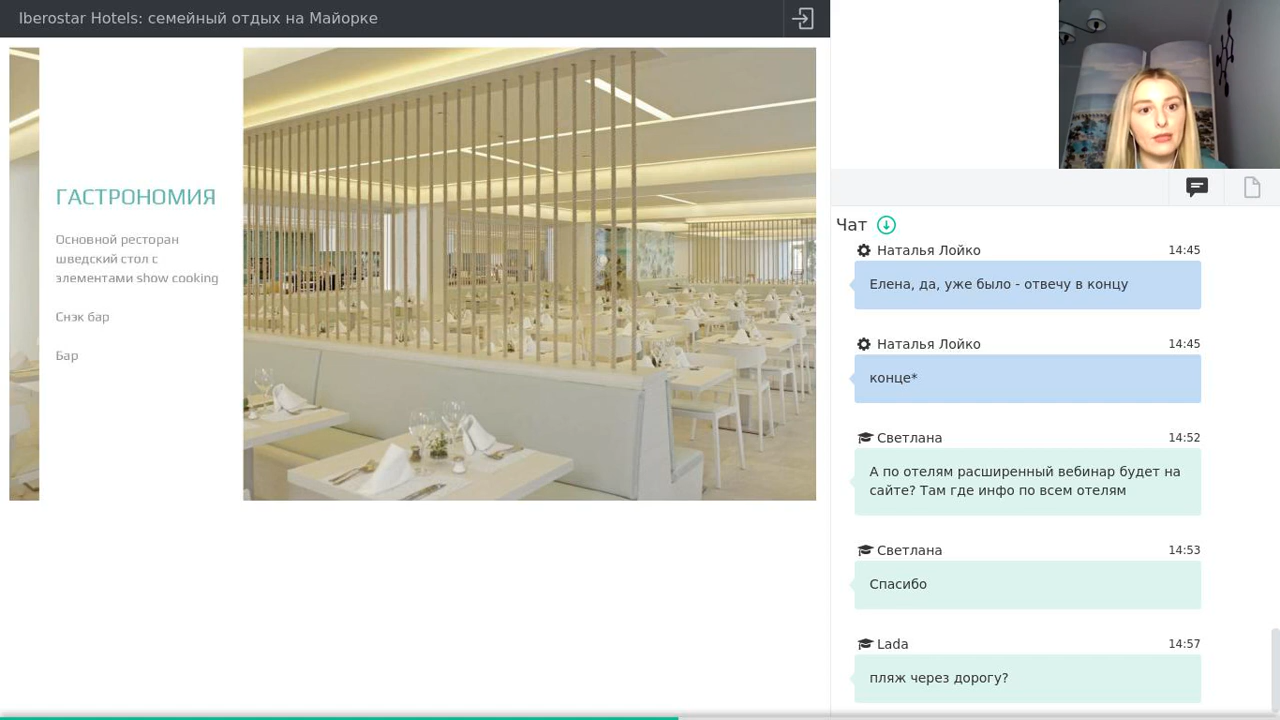 Iberostar Hotels: семейный отдых на Майорке
ГАСТРОНОМИЯ
Основной ресторан
шведский стол с
элементами show cooking
Снэк бар
Бар
Чат
Наталья Лойко 14:45
Елена, да, уже было - отвечу в концу
Наталья Лойко 14:45
конце*
Светлана 14:52
А по отелям расширенный вебинар будет на
сайте? Там где инфо по всем отелям
Светлана 14:53
Спасибо
Lada 14:57
пляж через дорогу?